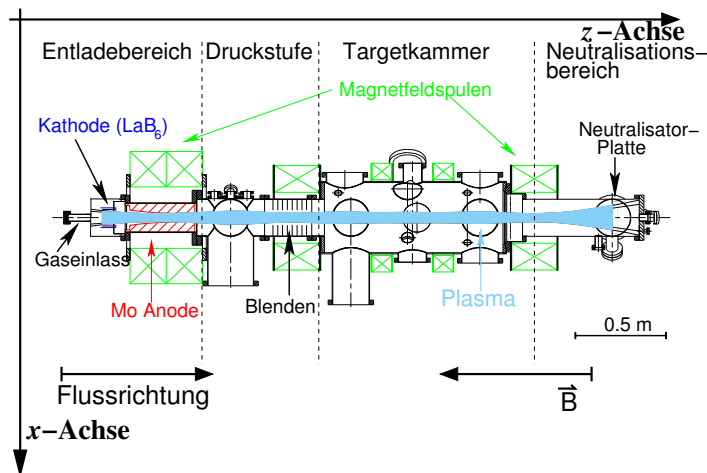 z−Achse
Entladebereich
Druckstufe
Targetkammer
Neutralisations−
bereich
Magnetfeldspulen
Kathode (LaB₆)
Neutralisator-
Platte
Gaseinlass
Mo Anode
Blenden
Plasma
0.5 m
Flussrichtung
B
x−Achse